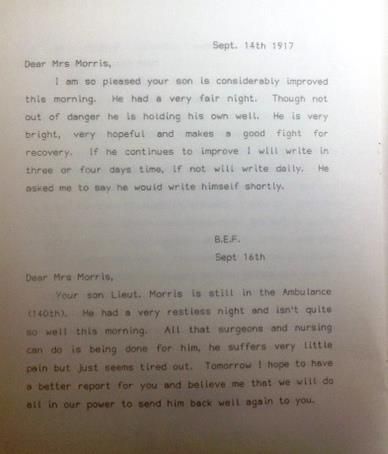 Sept. 14th 1917
Dear Mrs Morris,
I am so pleased your son is considerably improved
this morning. He had a very fair night. Though not
out of danger he is holding his own well. He is very
bright, very hopeful and makes a good fight for
recovery. If he continues to improve I will write in
three or four days time, if not will write daily. He
asked me to say he would write himself shortly.
B.E.F.
Sept 16th
Dear Mrs Morris,
Your son Lieut. Morris is still in the Ambulance
(140th). He had a very restless night and isn't quite
so well this morning. All that surgeons and nursing
can do is being done for him, he suffers very little
pain but just seems tired out. Tomorrow I hope to have
a better report for you and believe me that we will do
all in our power to send him back well again to you.